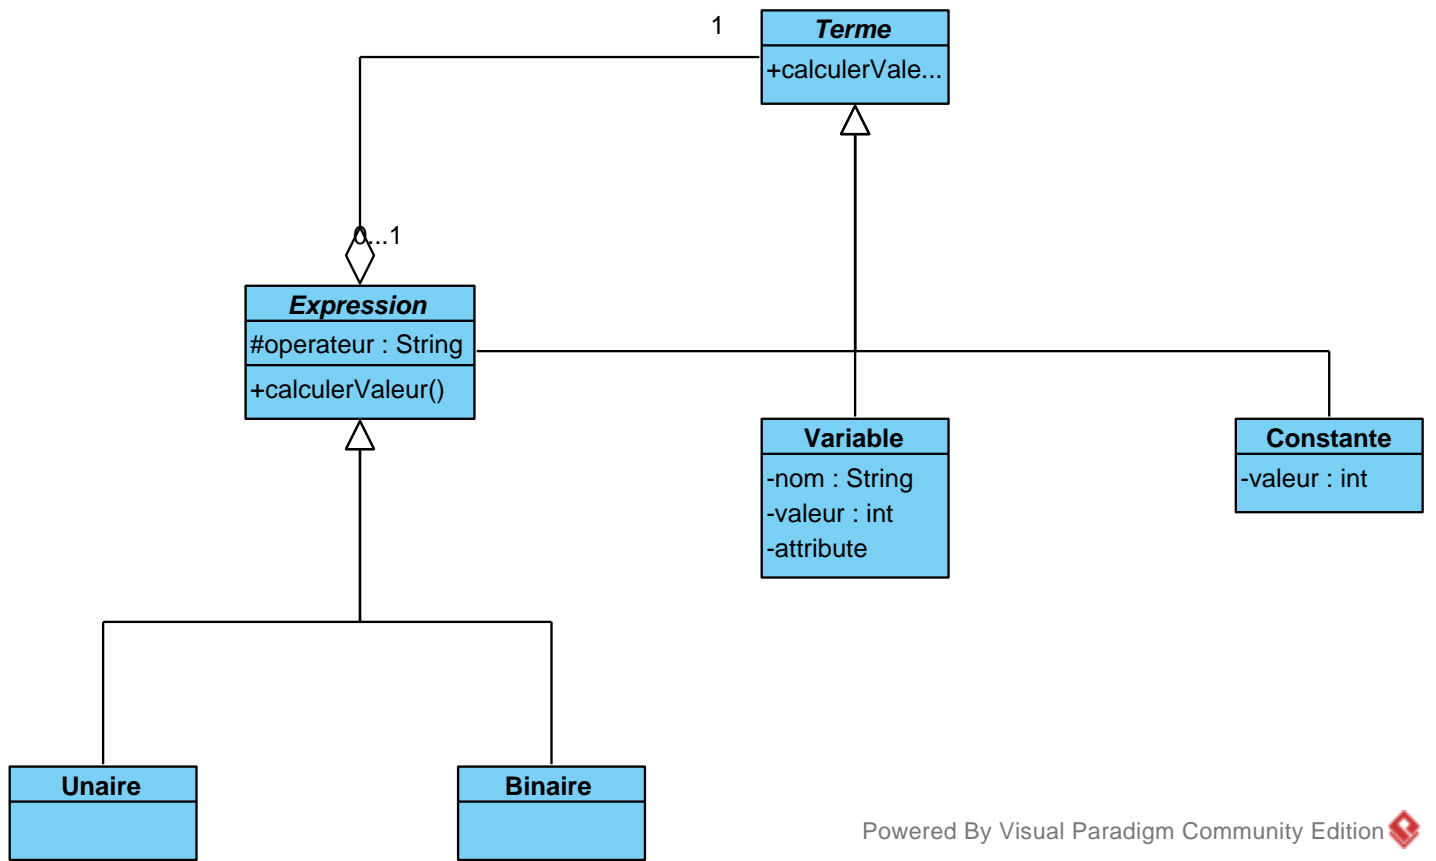 1
Terme
+calculerVale...
0...1
Expression
#operateur : String
+calculerValeur()
Variable
-nom : String
-valeur : int
-attribute
Constante
-valeur : int
Unaire
Binaire
Powered By Visual Paradigm Community Edition